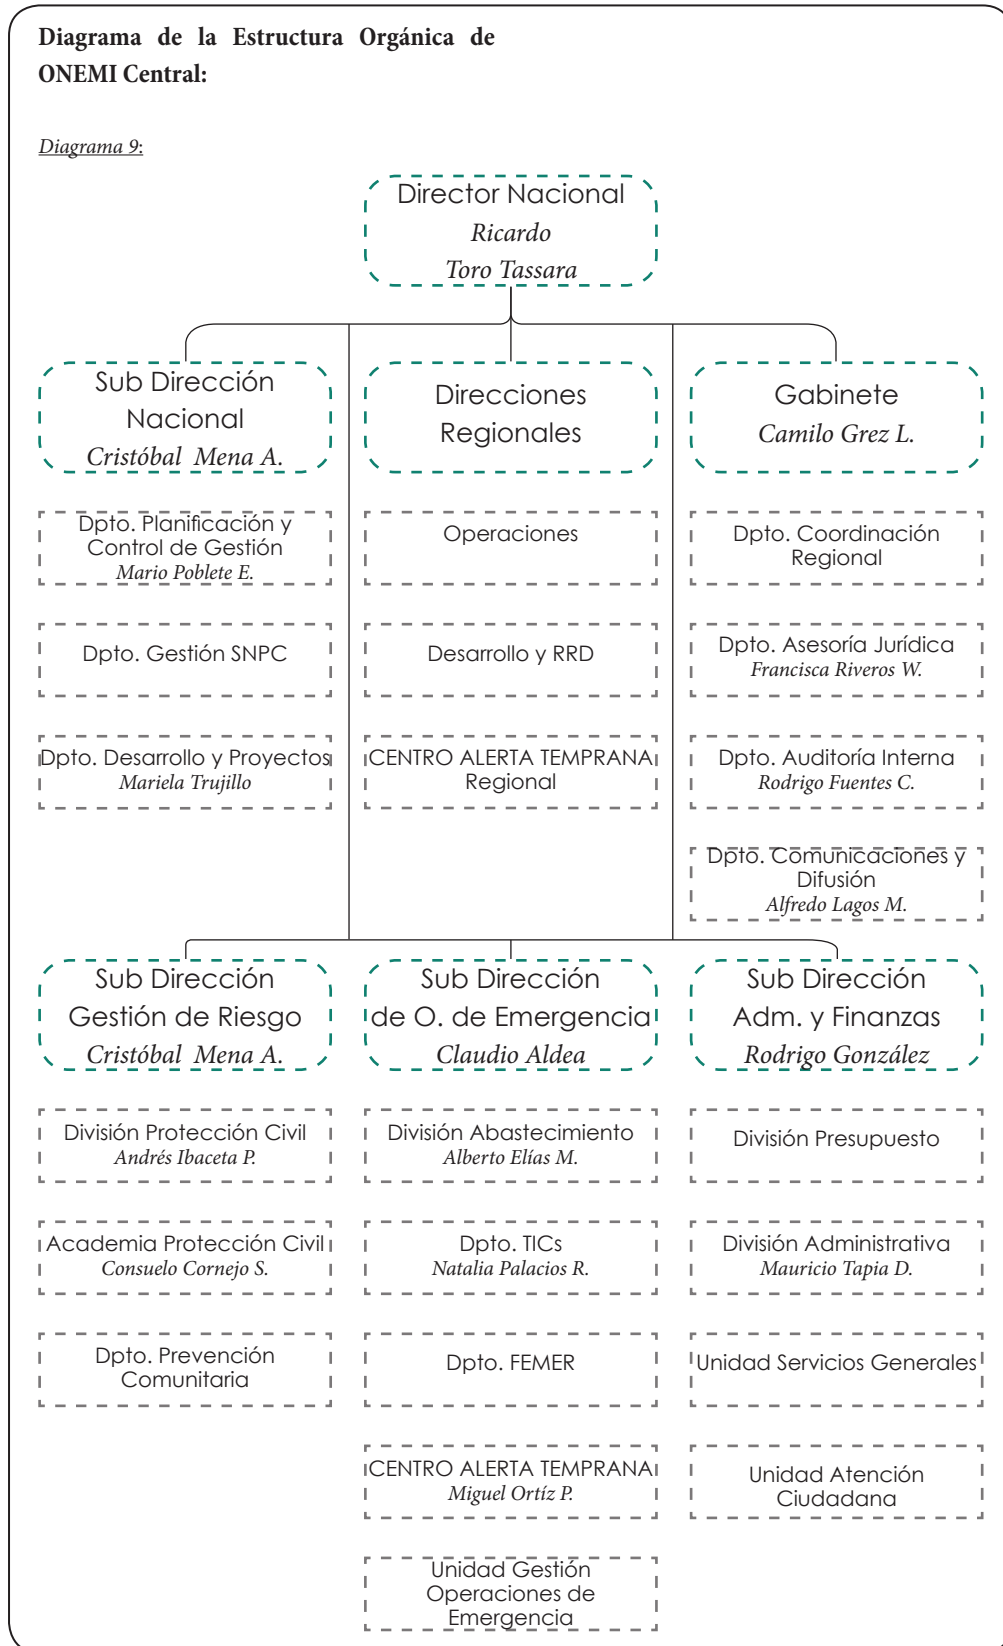 Diagrama de la Estructura Orgánica de
ONEMI Central:
Diagrama 9:
Director Nacional
Ricardo
Toro Tassara
Sub Dirección
Nacional
Cristóbal Mena A.
Dpto. Planificación y
Control de Gestión
Mario Poblete E.
Dpto. Gestión SNPC
Dpto. Desarrollo y Proyectos
Mariela Trujillo
Direcciones
Regionales
Operaciones
Desarrollo y RRD
CENTRO ALERTA TEMPRANA
Regional
Gabinete
Camilo Grez L.
Dpto. Coordinación
Regional
Dpto. Asesoría Jurídica
Francisca Riveros W.
Dpto. Auditoría Interna
Rodrigo Fuentes C.
Dpto. Comunicaciones y
Difusión
Alfredo Lagos M.
Sub Dirección
Gestión de Riesgo
Cristóbal Mena A.
División Protección Civil
Andrés Ibaceta P.
Academia Protección Civil
Consuelo Cornejo S.
Dpto. Prevención
Comunitaria
Sub Dirección
de O. de Emergencia
Claudio Aldea
División Abastecimiento
Alberto Elías M.
Dpto. TICs
Natalia Palacios R.
Dpto. FEMER
CENTRO ALERTA TEMPRANA
Miguel Ortíz P.
Unidad Gestión
Operaciones de
Emergencia
Sub Dirección
Adm. y Finanzas
Rodrigo González
División Presupuesto
División Administrativa
Mauricio Tapia D.
Unidad Servicios Generales
Unidad Atención
Ciudadana